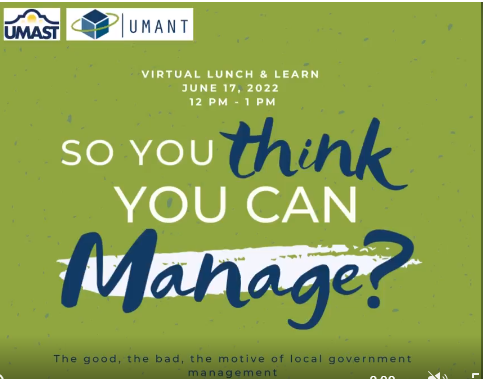 UMAST
UMANT
VIRTUAL LUNCH & LEARN
JUNE 17, 2022
12 PM - 1 PM
SO YOU think
YOU CAN
Manage?
The good, the bad, the motive of local government
management